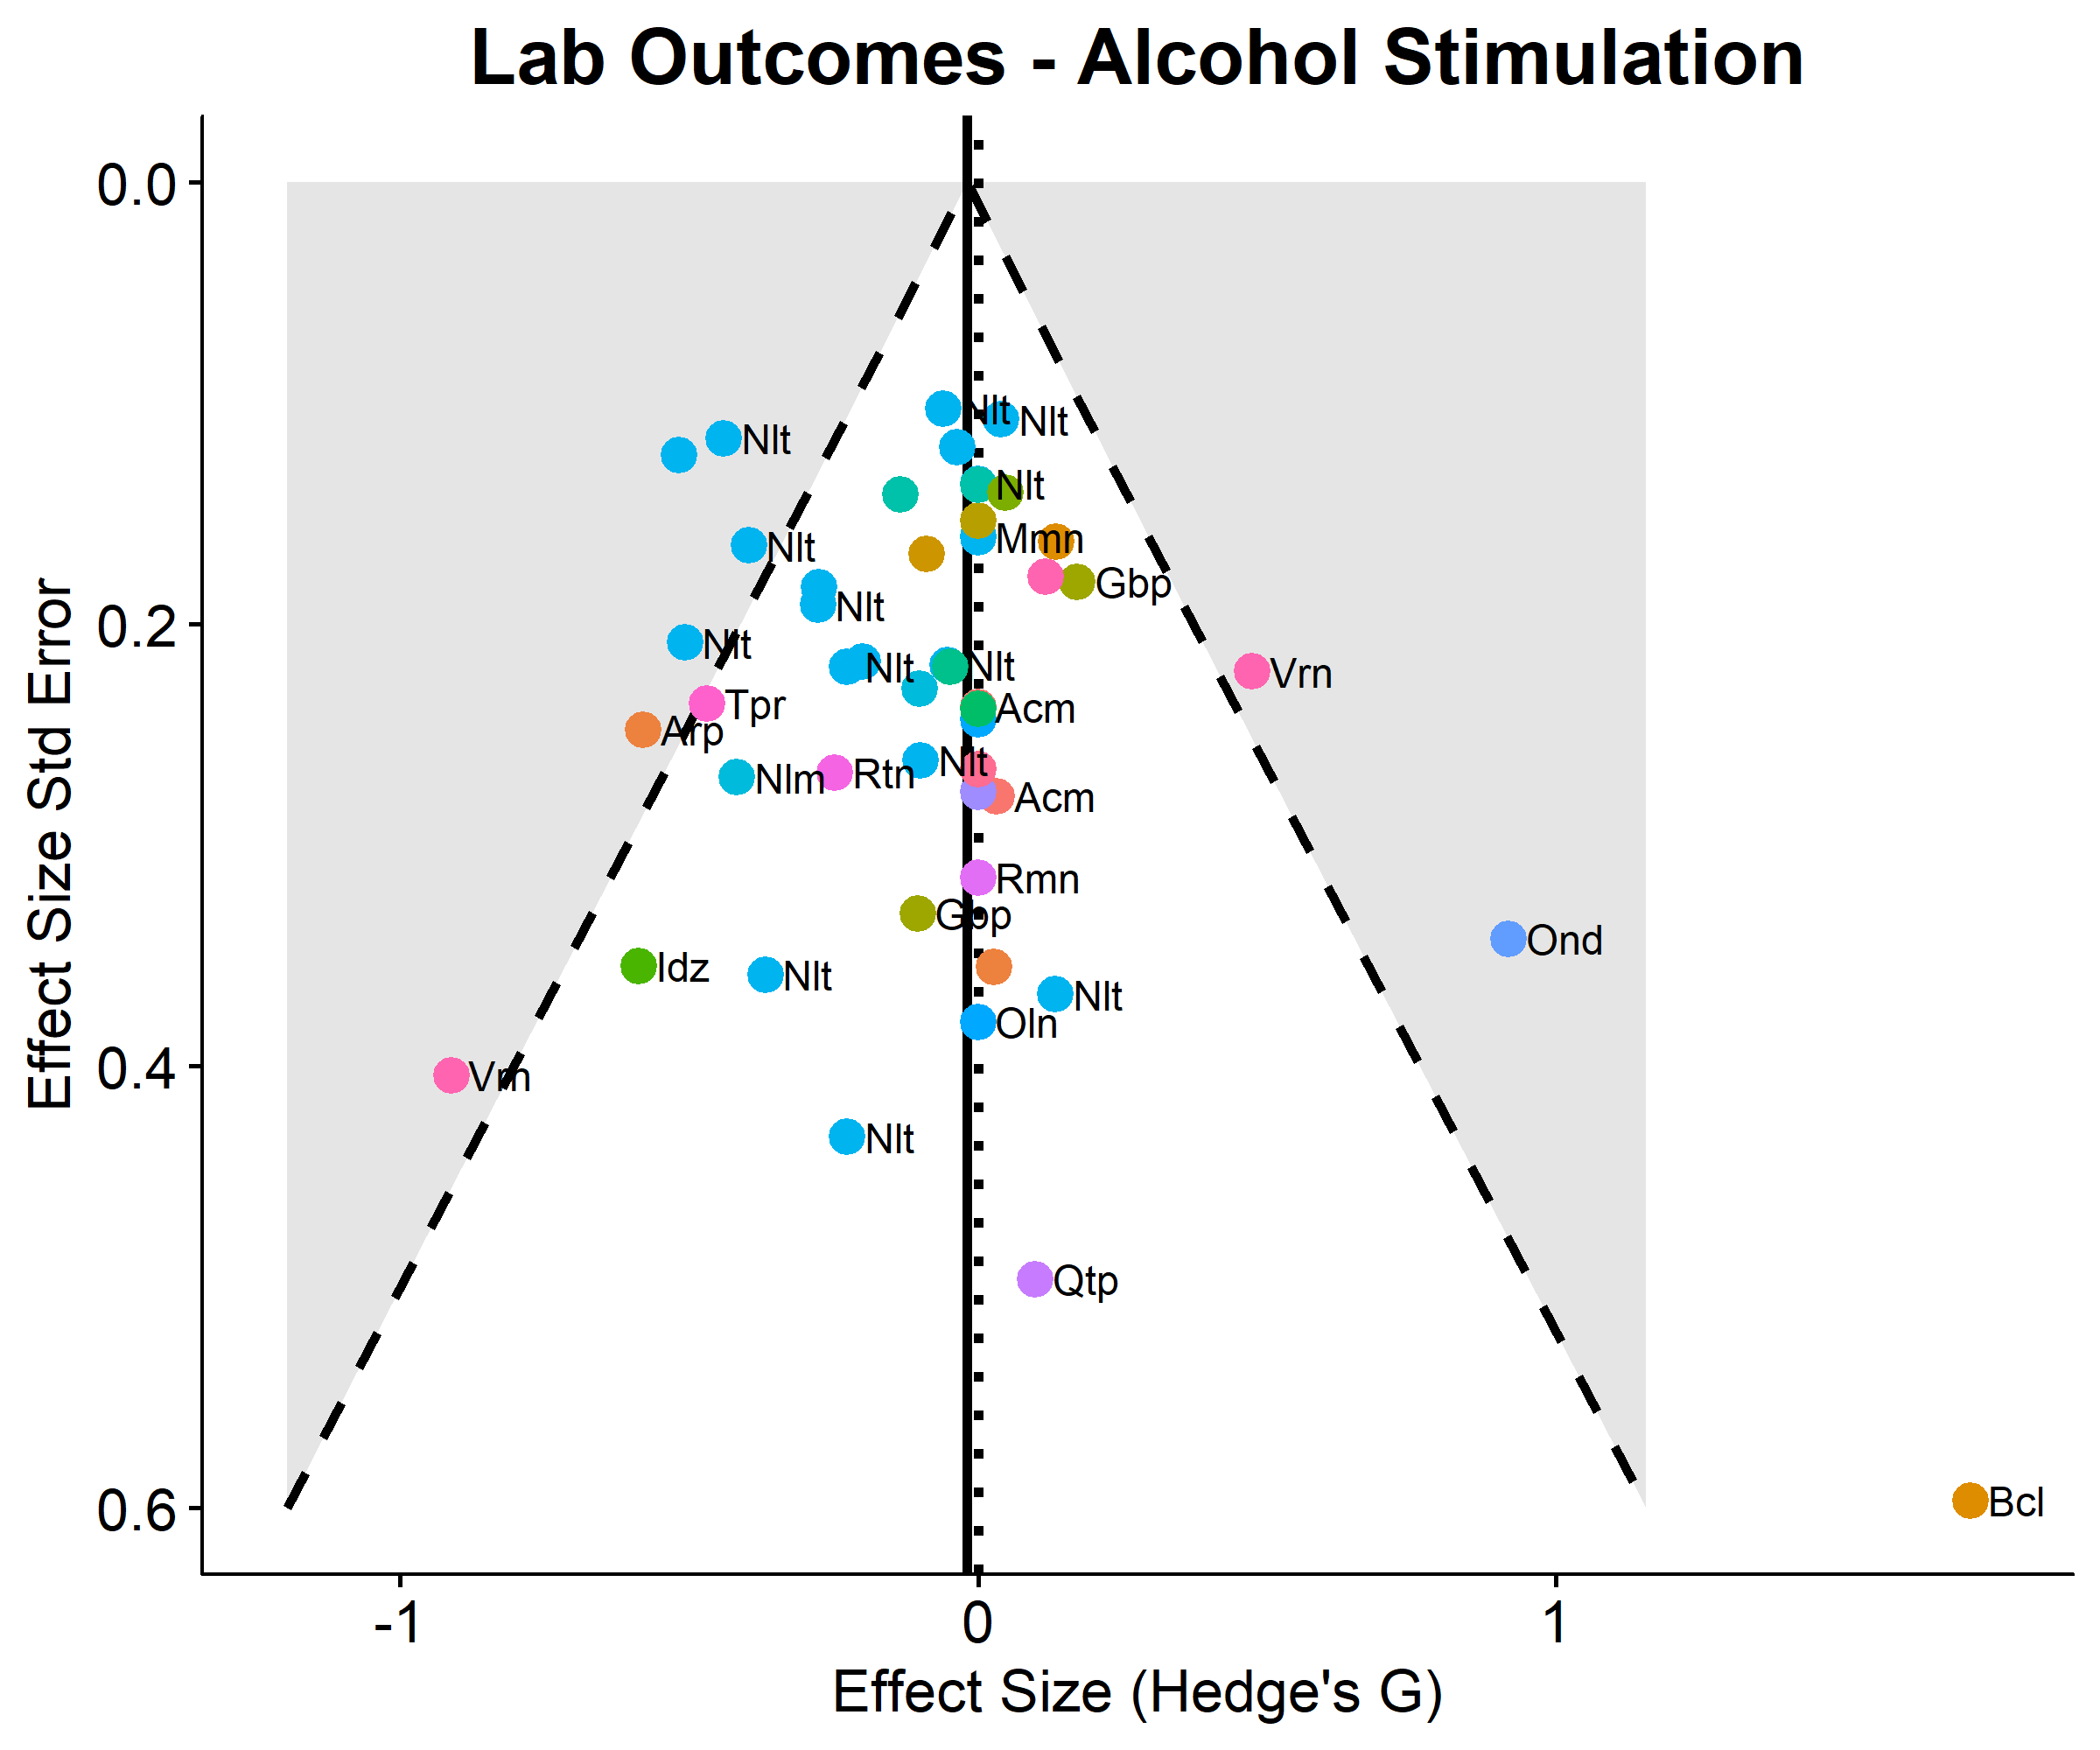 Lab Outcomes - Alcohol Stimulation
Effect Size Std Error
0.0
0.2
0.4
0.6
Nlt
Nlt
Nlt
Nlt
Mmn
Nlt
Gbp
Nlt
Nlt
Nlt
Nlt
Vrn
Tpr
Acm
Arp
Nlt
Rtn
Nlm
Acm
Rmn
Gbp
Ond
Idz
Nlt
Nlt
Oln
Vrn
Nlt
Qtp
Bcl
-1
0
1
Effect Size (Hedge's G)